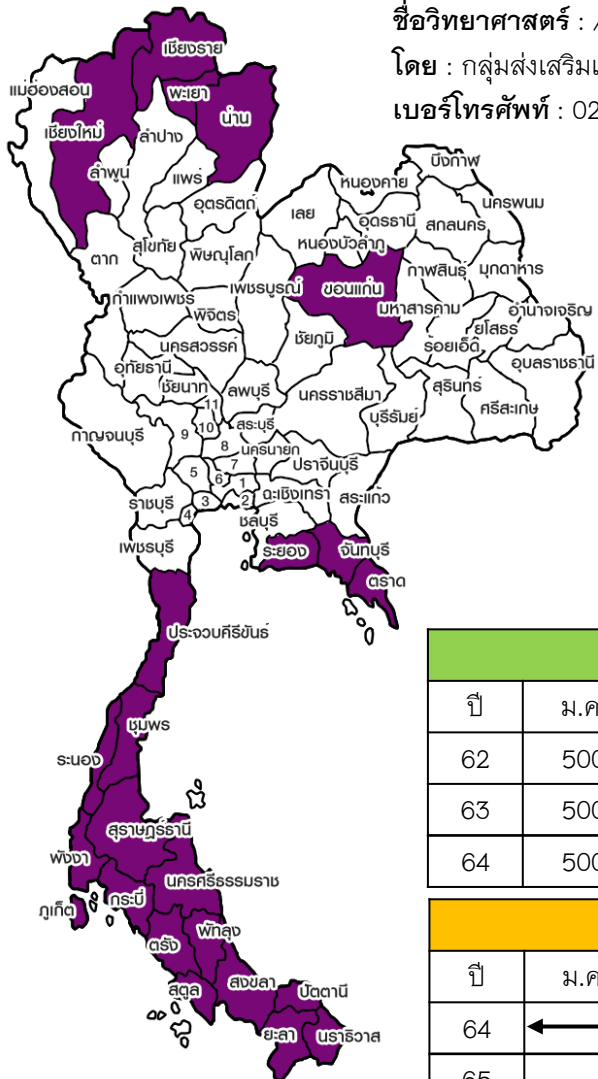 ชื่อวิทยาศาสตร์ :
โดย : กลุ่มส่งเสริม
เบอร์โทรศัพท์ : 02
เชียงราย
แม่ฮ่องสอน
พะเยา
น่าน
เชียงใหม่
ลำปาง
ลำพูน
แพร่
อุตรดิตถ์
บึงกาฬ
หนองคาย
นครพนม
เลย
อุดรธานี
สกลนคร
หนองบัวลำภู
ตาก
สุโขทัย
พิษณุโลก
เพชรบูรณ์
ขอนแก่น
กาฬสินธุ์
มุกดาหาร
กำแพงเพชร
พิจิตร
มหาสารคาม
ยโสธร
อำนาจเจริญ
ร้อยเอ็ด
นครสวรรค์
ชัยภูมิ
อุทัยธานี
ชัยนาท
ลพบุรี
นครราชสีมา
บุรีรัมย์
สุรินทร์
ศรีสะเกษ
อุบลราชธานี
11
10
9
สระบุรี
กาญจนบุรี
8
นครนายก
ปราจีนบุรี
7
5
6
1
ราชบุรี
3
2
ฉะเชิงเทรา
สระแก้ว
4
ชลบุรี
เพชรบุรี
ระยอง
จันทบุรี
ตราด
ประจวบคีรีขันธ์
ชุมพร
ระนอง
สุราษฎร์ธานี
พังงา
นครศรีธรรมราช
ภูเก็ต
กระบี่
ตรัง
พัทลุง
สตูล
สงขลา
ปัตตานี
ยะลา
นราธิวาส
ปี ม.ค
62 500
63 500
64 500
ปี ม.ค
64
65